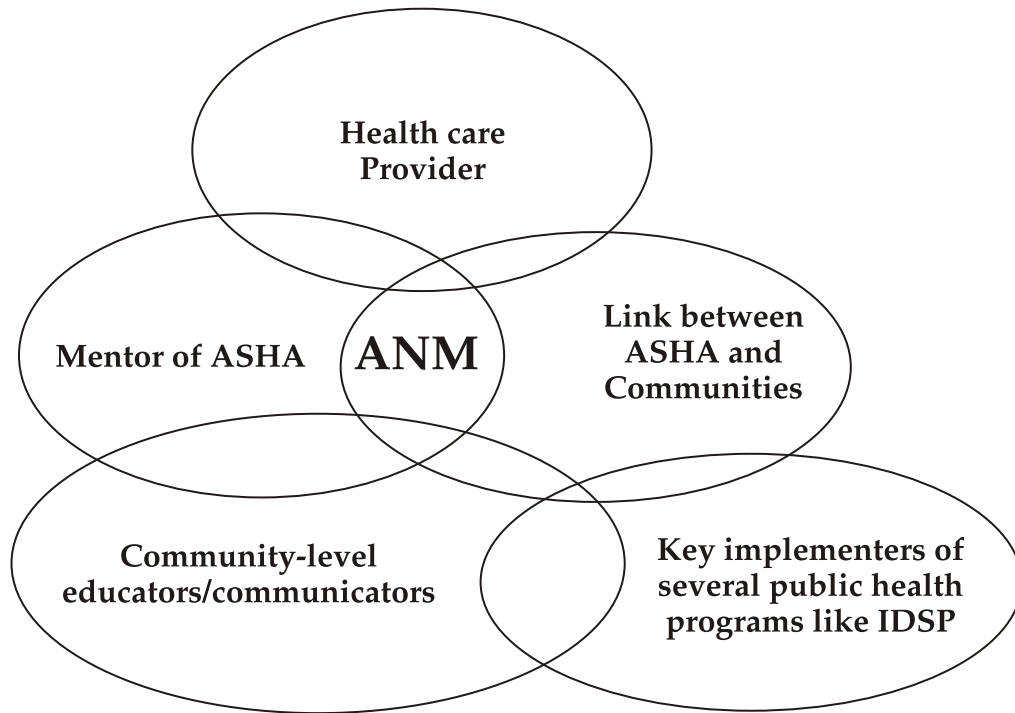 Health care
Provider
Mentor of ASHA
ANM
Link between
ASHA and
Communities
Community-level
educators/communicators
Key implementers of
several public health
programs like IDSP